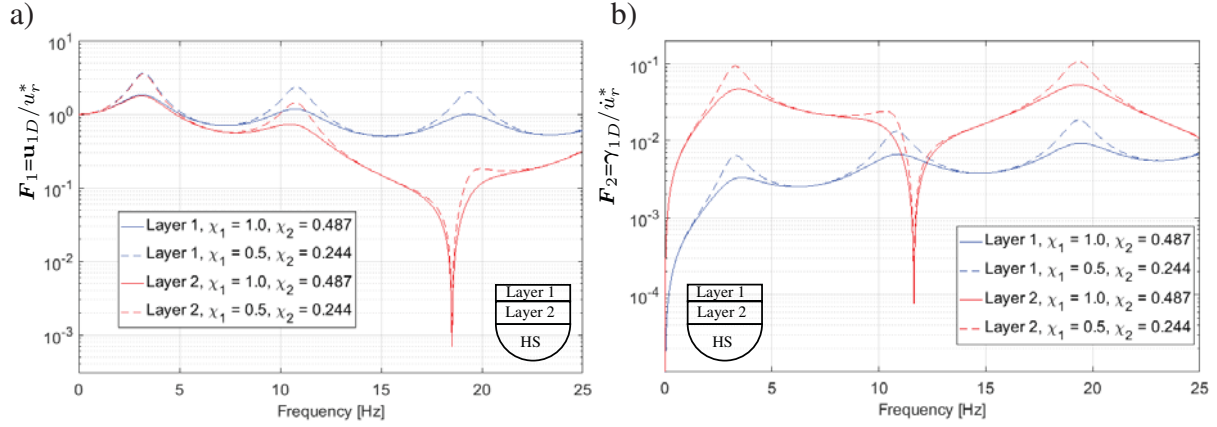 a)
F₁=u₁D/u*ᵣ
10¹
10⁰
10⁻¹
10⁻²
10⁻³
0 5 10 15 20 25
Frequency [Hz]
Layer 1, χ₁ = 1.0, χ₂ = 0.487
Layer 1, χ₁ = 0.5, χ₂ = 0.244
Layer 2, χ₁ = 1.0, χ₂ = 0.487
Layer 2, χ₁ = 0.5, χ₂ = 0.244
Layer 1
Layer 2
HS
b)
F₂=γ₁D/u̇*ᵣ
10⁻¹
10⁻²
10⁻³
10⁻⁴
0 5 10 15 20 25
Frequency [Hz]
Layer 1
Layer 2
HS
Layer 1, χ₁ = 1.0, χ₂ = 0.487
Layer 1, χ₁ = 0.5, χ₂ = 0.244
Layer 2, χ₁ = 1.0, χ₂ = 0.487
Layer 2, χ₁ = 0.5, χ₂ = 0.244